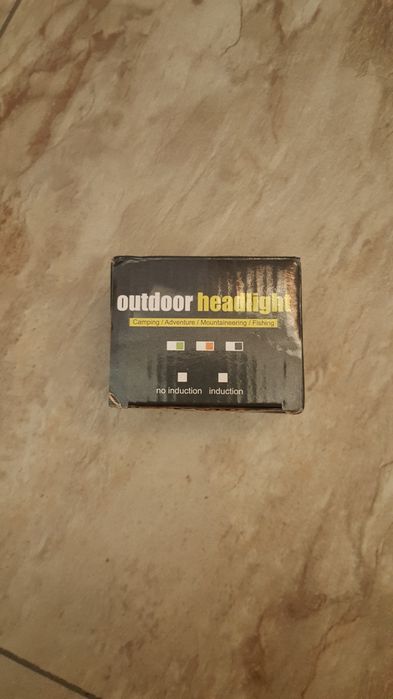 outdoor headlight
Camping / Adventure / Mountaineering / Fishing
no induction induction